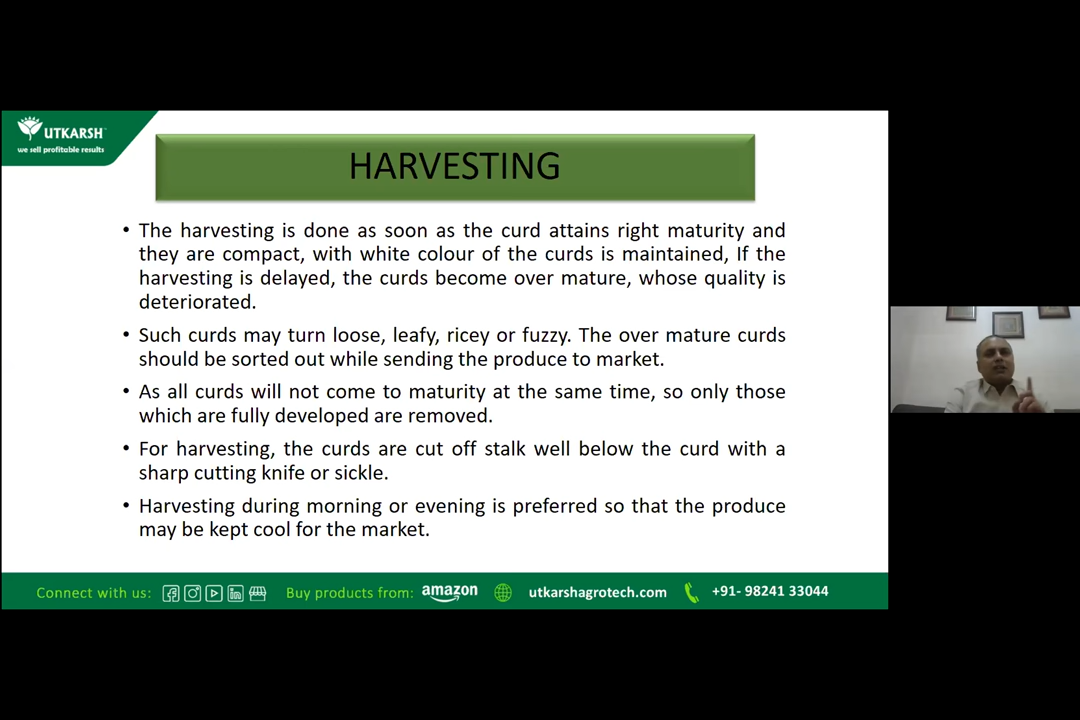 UTKARSH
we sell profitable results
HARVESTING
• The harvesting is done as soon as the curd attains right maturity and
they are compact, with white colour of the curds is maintained, If the
harvesting is delayed, the curds become over mature, whose quality is
deteriorated.
• Such curds may turn loose, leafy, ricey or fuzzy. The over mature curds
should be sorted out while sending the produce to market.
• As all curds will not come to maturity at the same time, so only those
which are fully developed are removed.
• For harvesting, the curds are cut off stalk well below the curd with a
sharp cutting knife or sickle.
• Harvesting during morning or evening is preferred so that the produce
may be kept cool for the market.
Connect with us: Buy products from: amazon utkarshagrotech.com +91- 98241 33044